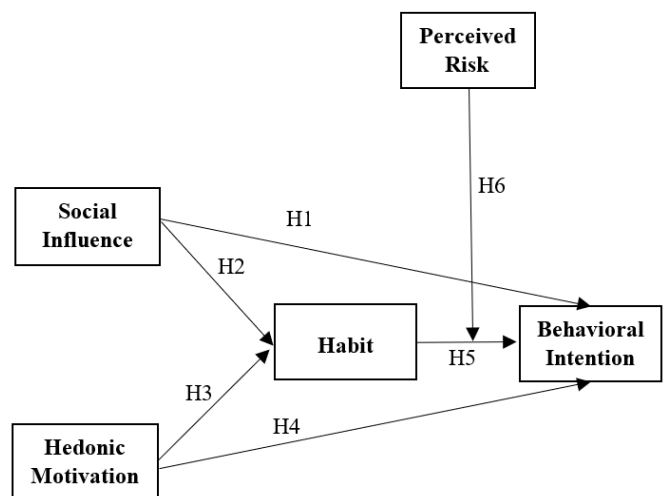 Perceived
Risk
H6
Social
Influence
H1
H2
Habit
H5
Behavioral
Intention
H3
H4
Hedonic
Motivation